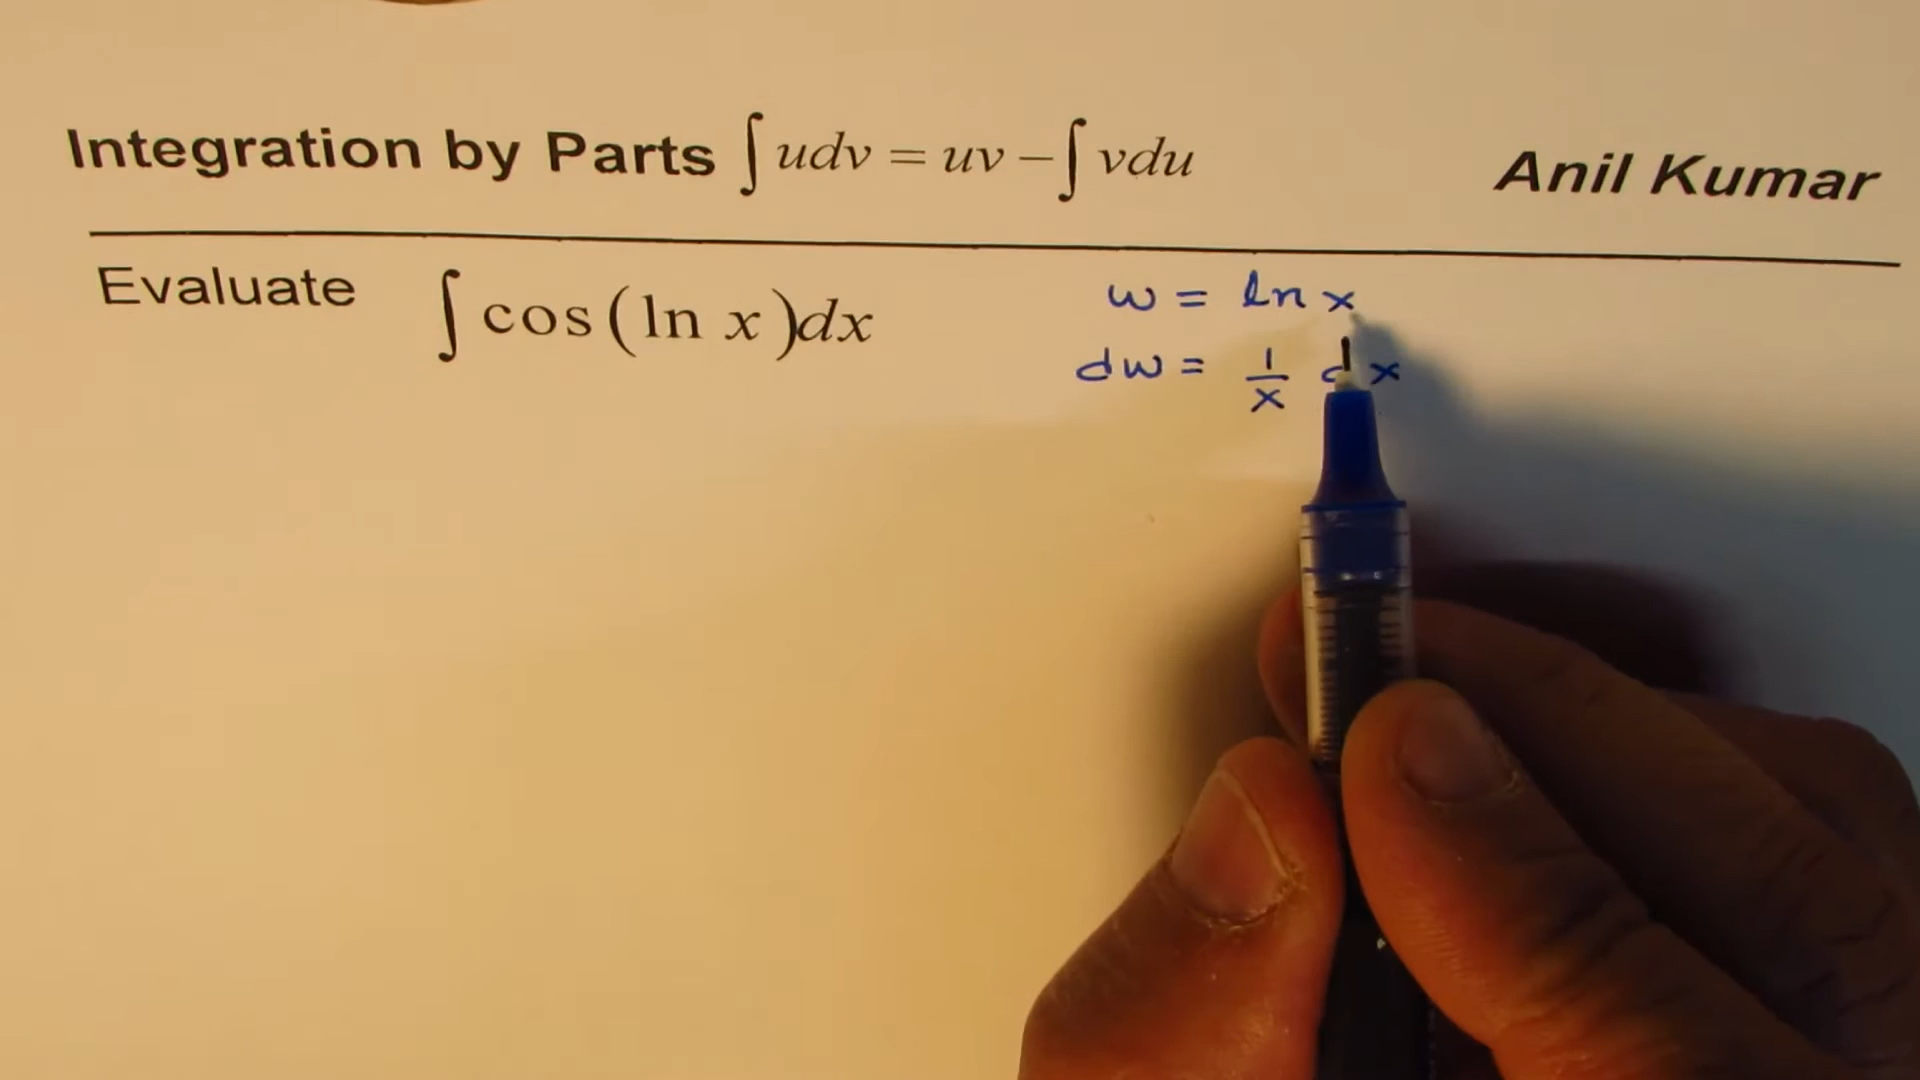 Integration by Parts ∫udv = uv − ∫vdu
Anil Kumar
Evaluate ∫cos(ln x)dx
w = ln x
dw = 1/x dx